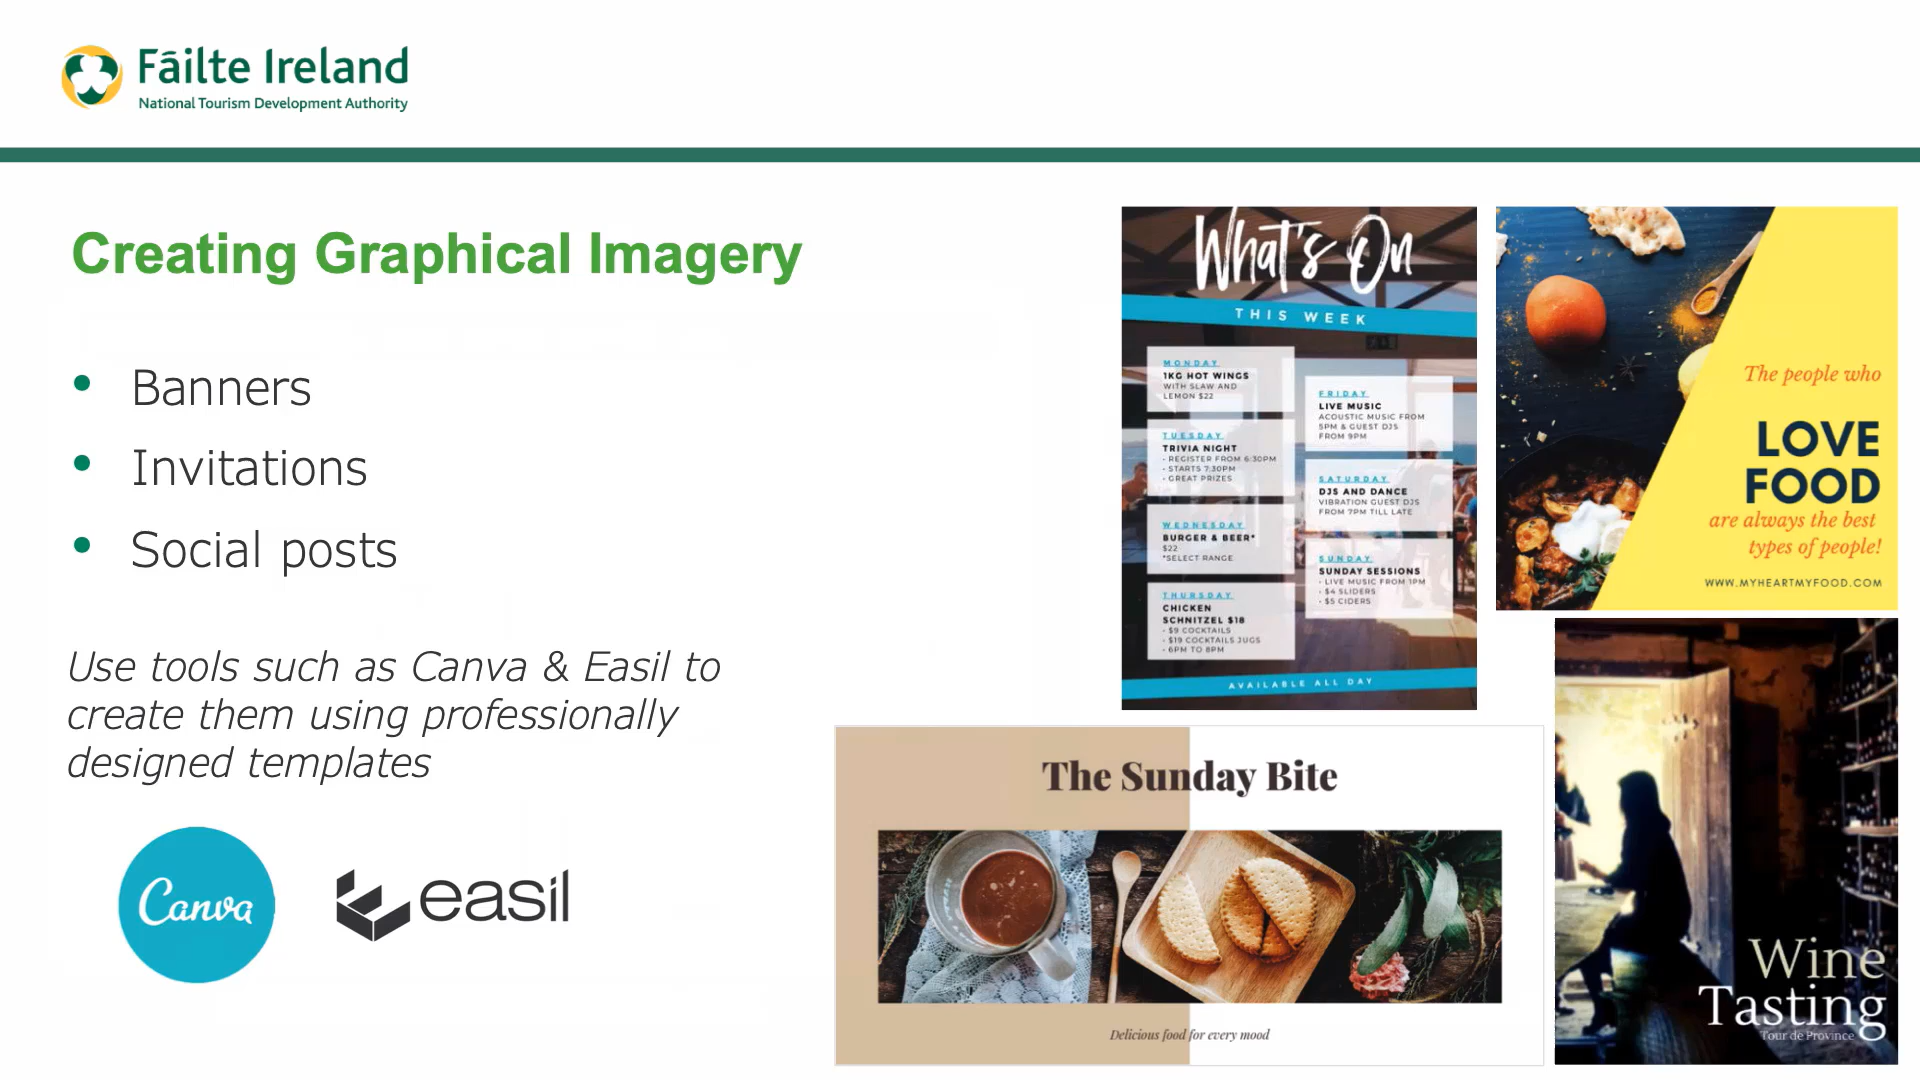 Fáilte Ireland
National Tourism Development Authority
Creating Graphical Imagery
• Banners
• Invitations
• Social posts
Use tools such as Canva & Easil to
create them using professionally
designed templates
Canva
easil
What's On
THIS WEEK
MONDAY
1KG HOT WINGS
WITH SLAW AND
LEMON $22
TUESDAY
TRIVIA NIGHT
- REGISTER FROM 6:30PM
- STARTS 7:30PM
- GREAT PRIZES
WEDNESDAY
BURGER & BEER*
$22
*SELECT RANGE
THURSDAY
CHICKEN
SCHNITZEL $18
- $9 COCKTAILS
- $19 COCKTAILS JUGS
- 6PM TO 8PM
FRIDAY
LIVE MUSIC
ACOUSTIC MUSIC FROM
5PM & GUEST DJS
FROM 9PM
SATURDAY
DJS AND DANCE
VIBRATION GUEST DJS
FROM 7PM TILL LATE
SUNDAY
SUNDAY SESSIONS
- LIVE MUSIC FROM 1PM
- $4 SLIDERS
- $5 CIDERS
AVAILABLE ALL DAY
The people who
LOVE
FOOD
are always the best
types of people!
WWW.MYHEARTMYFOOD.COM
The Sunday Bite
Delicious food for every mood
Wine
Tasting
Tour de Province